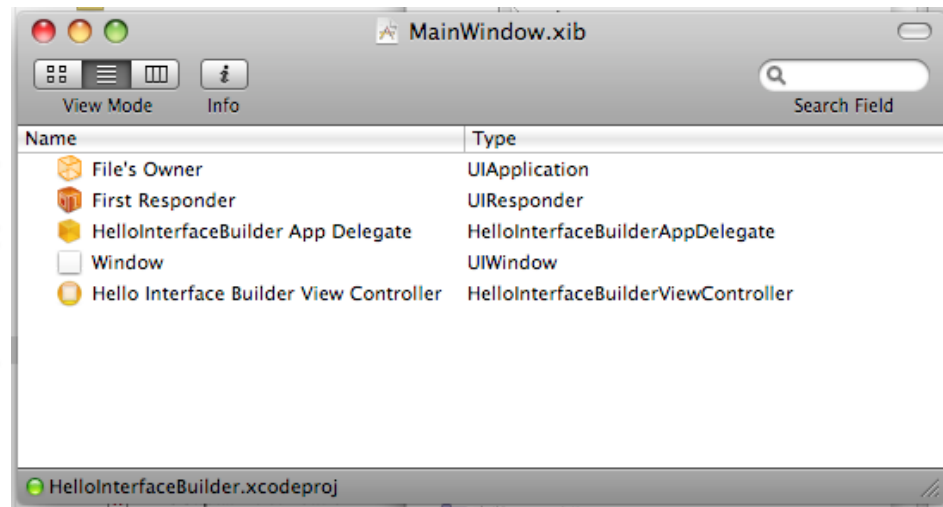 MainWindow.xib
View Mode Info Search Field
Name Type
File's Owner UIApplication
First Responder UIResponder
HelloInterfaceBuilder App Delegate HelloInterfaceBuilderAppDelegate
Window UIWindow
Hello Interface Builder View Controller HelloInterfaceBuilderViewController
HelloInterfaceBuilder.xcodeproj